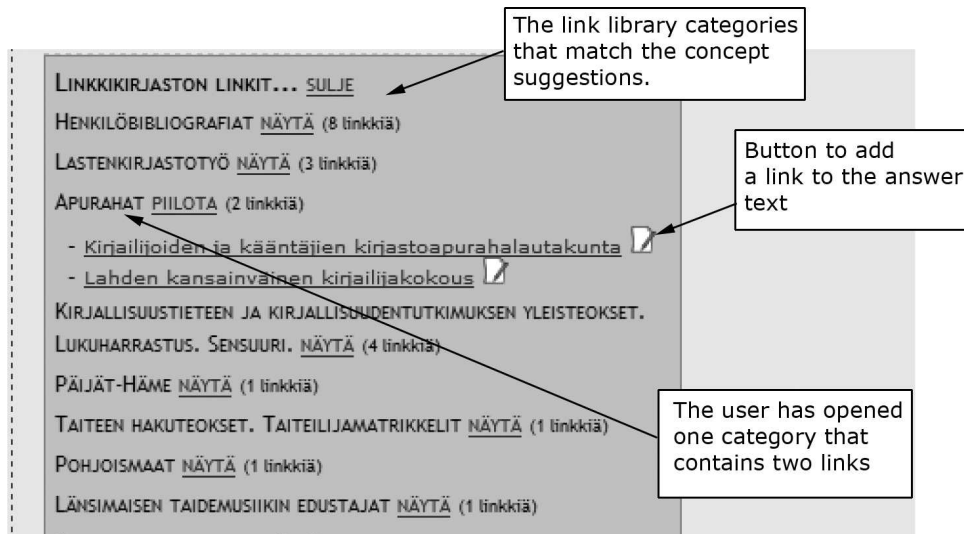 The link library categories
that match the concept
suggestions.
LINKKIKIRJASTON LINKIT... SULJE
HENKILÖBIBLIOGRAFIAT NÄYTÄ (8 linkkiä)
LASTENKIRJASTOTYÖ NÄYTÄ (3 linkkiä)
Button to add
a link to the answer
text
APURAHAT PIILOTA (2 linkkiä)
- Kirjailijoiden ja kääntäjien kirjastoapurahalautakunta
- Lahden kansainväinen kirjailijakokous
KIRJALLISUUSTIETEEN JA KIRJALLISUUDENTUTKIMUKSEN YLEISTEOKSET.
LUKUHARRASTUS. SENSUURI. NÄYTÄ (4 linkkiä)
PÄIJÄT-HÄME NÄYTÄ (1 linkkiä)
The user has opened
one category that
contains two links
TAITEEN HAKUTEOKSET. TAITEILIJAMATRIKKELIT NÄYTÄ (1 linkkiä)
POHJOISMAAT NÄYTÄ (1 linkkiä)
LÄNSIMAISEN TAIDEMUSIIKIN EDUSTAJAT NÄYTÄ (1 linkkiä)